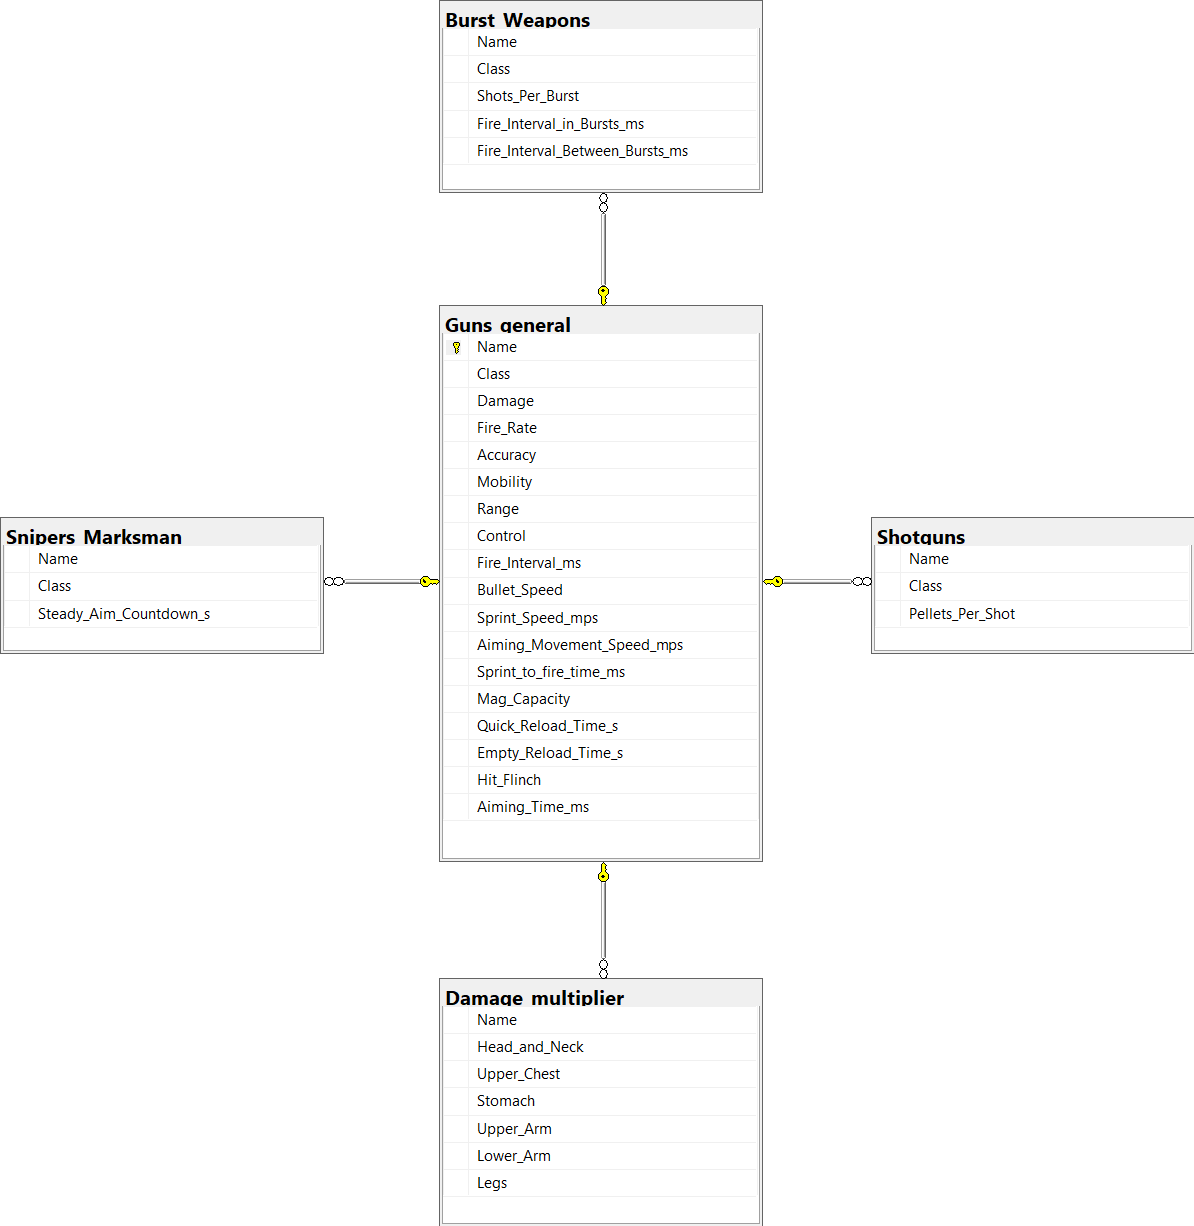 Burst_Weapons
Name
Class
Shots_Per_Burst
Fire_Interval_in_Bursts_ms
Fire_Interval_Between_Bursts_ms
Guns_general
Name
Class
Damage
Fire_Rate
Accuracy
Mobility
Range
Control
Fire_Interval_ms
Bullet_Speed
Sprint_Speed_mps
Aiming_Movement_Speed_mps
Sprint_to_fire_time_ms
Mag_Capacity
Quick_Reload_Time_s
Empty_Reload_Time_s
Hit_Flinch
Aiming_Time_ms
Snipers_Marksman
Name
Class
Steady_Aim_Countdown_s
Shotguns
Name
Class
Pellets_Per_Shot
Damage_multiplier
Name
Head_and_Neck
Upper_Chest
Stomach
Upper_Arm
Lower_Arm
Legs